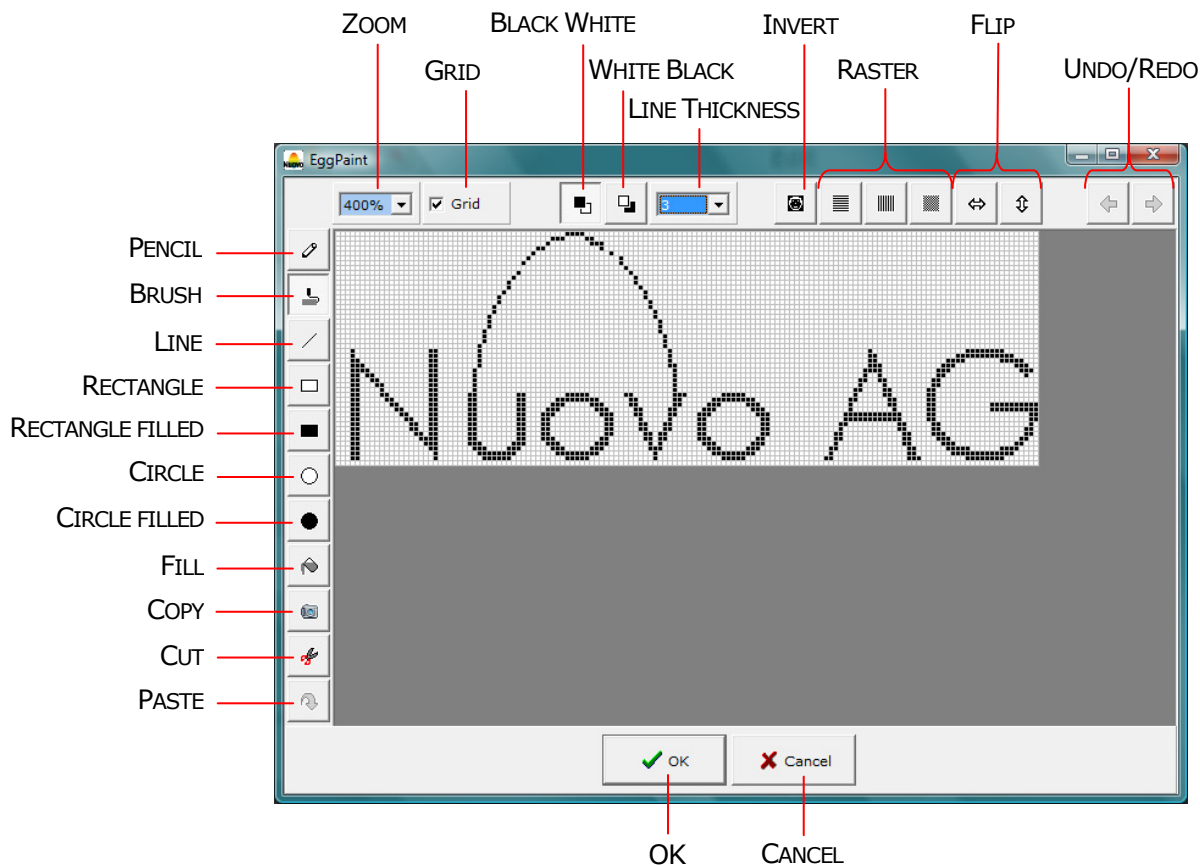 ZOOM
BLACK WHITE
INVERT
FLIP
GRID
WHITE BLACK
RASTER
UNDO/REDO
LINE THICKNESS
NUOVO EggPaint
400%
Grid
3
PENCIL
BRUSH
LINE
RECTANGLE
RECTANGLE FILLED
CIRCLE
CIRCLE FILLED
FILL
COPY
CUT
PASTE
NUOVO AG
OK
Cancel
OK
CANCEL